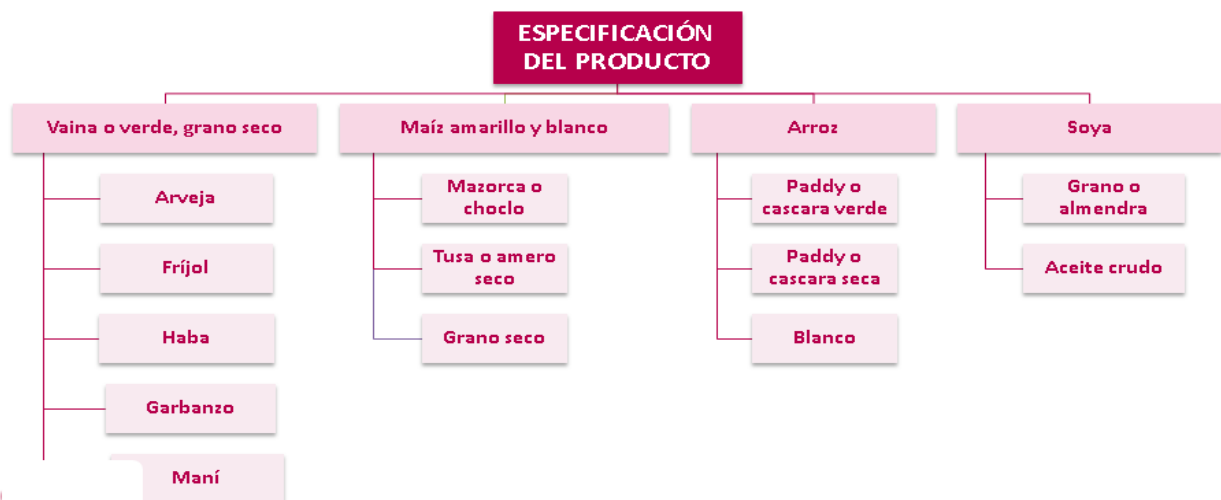 ESPECIFICACIÓN
DEL PRODUCTO
Vaina o verde, grano seco
Arveja
Fríjol
Haba
Garbanzo
Maní
Maíz amarillo y blanco
Mazorca o
choclo
Tusa o amero
seco
Grano seco
Arroz
Paddy o
cascara verde
Paddy o
cascara seca
Blanco
Soya
Grano o
almendra
Aceite crudo